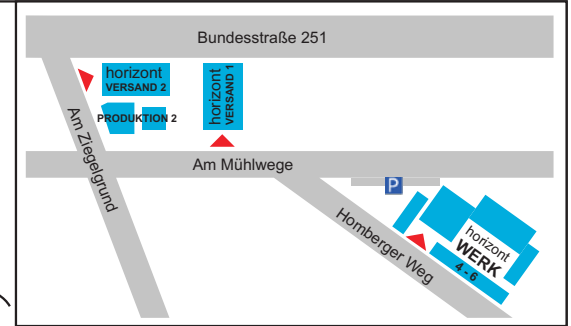 Bundesstraße 251
horizont
VERSAND 2
horizont
VERSAND 1
PRODUKTION 2
Am Ziegelgrund
Am Mühlwege
P
Homberger Weg
horizont
WERK
4 - 6